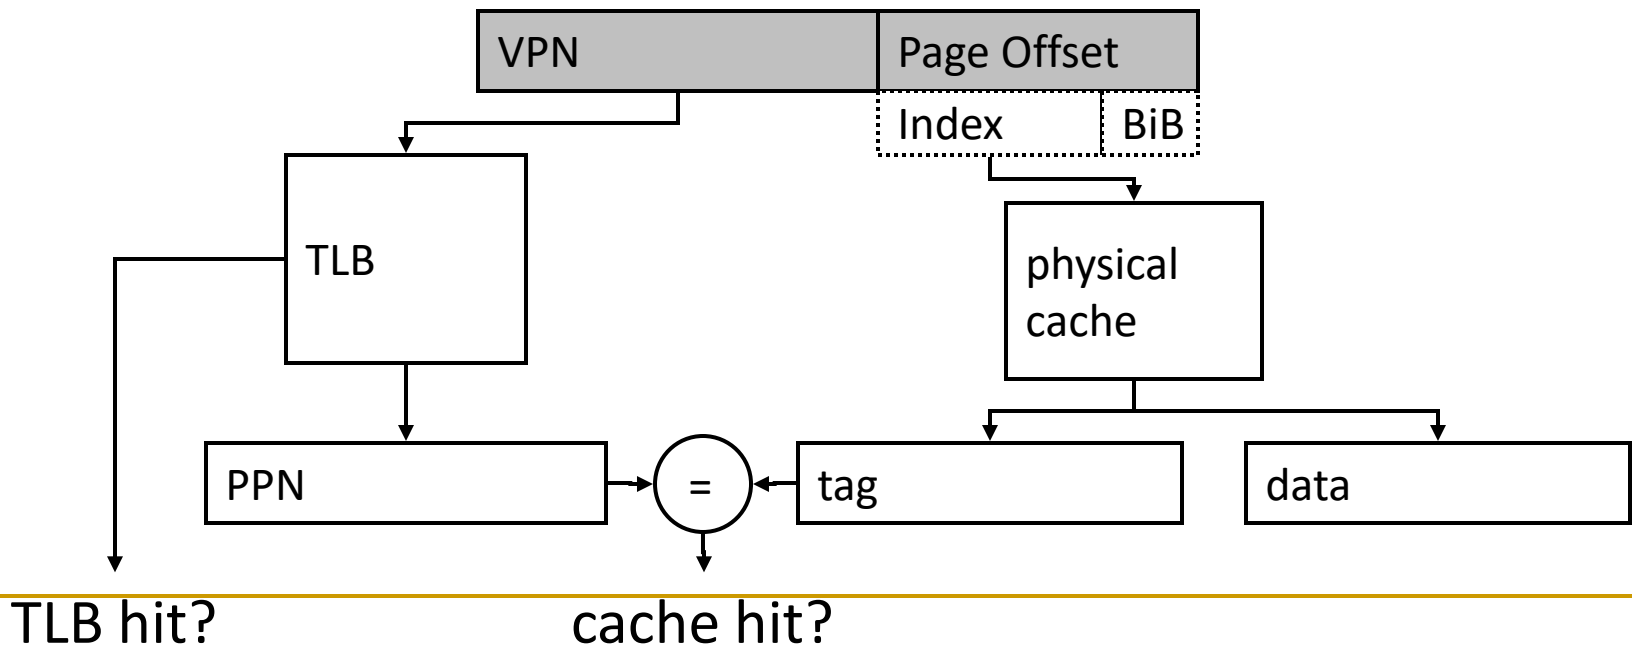 VPN
Page Offset
Index
BiB
TLB
physical
cache
PPN
=
tag
data
TLB hit?
cache hit?